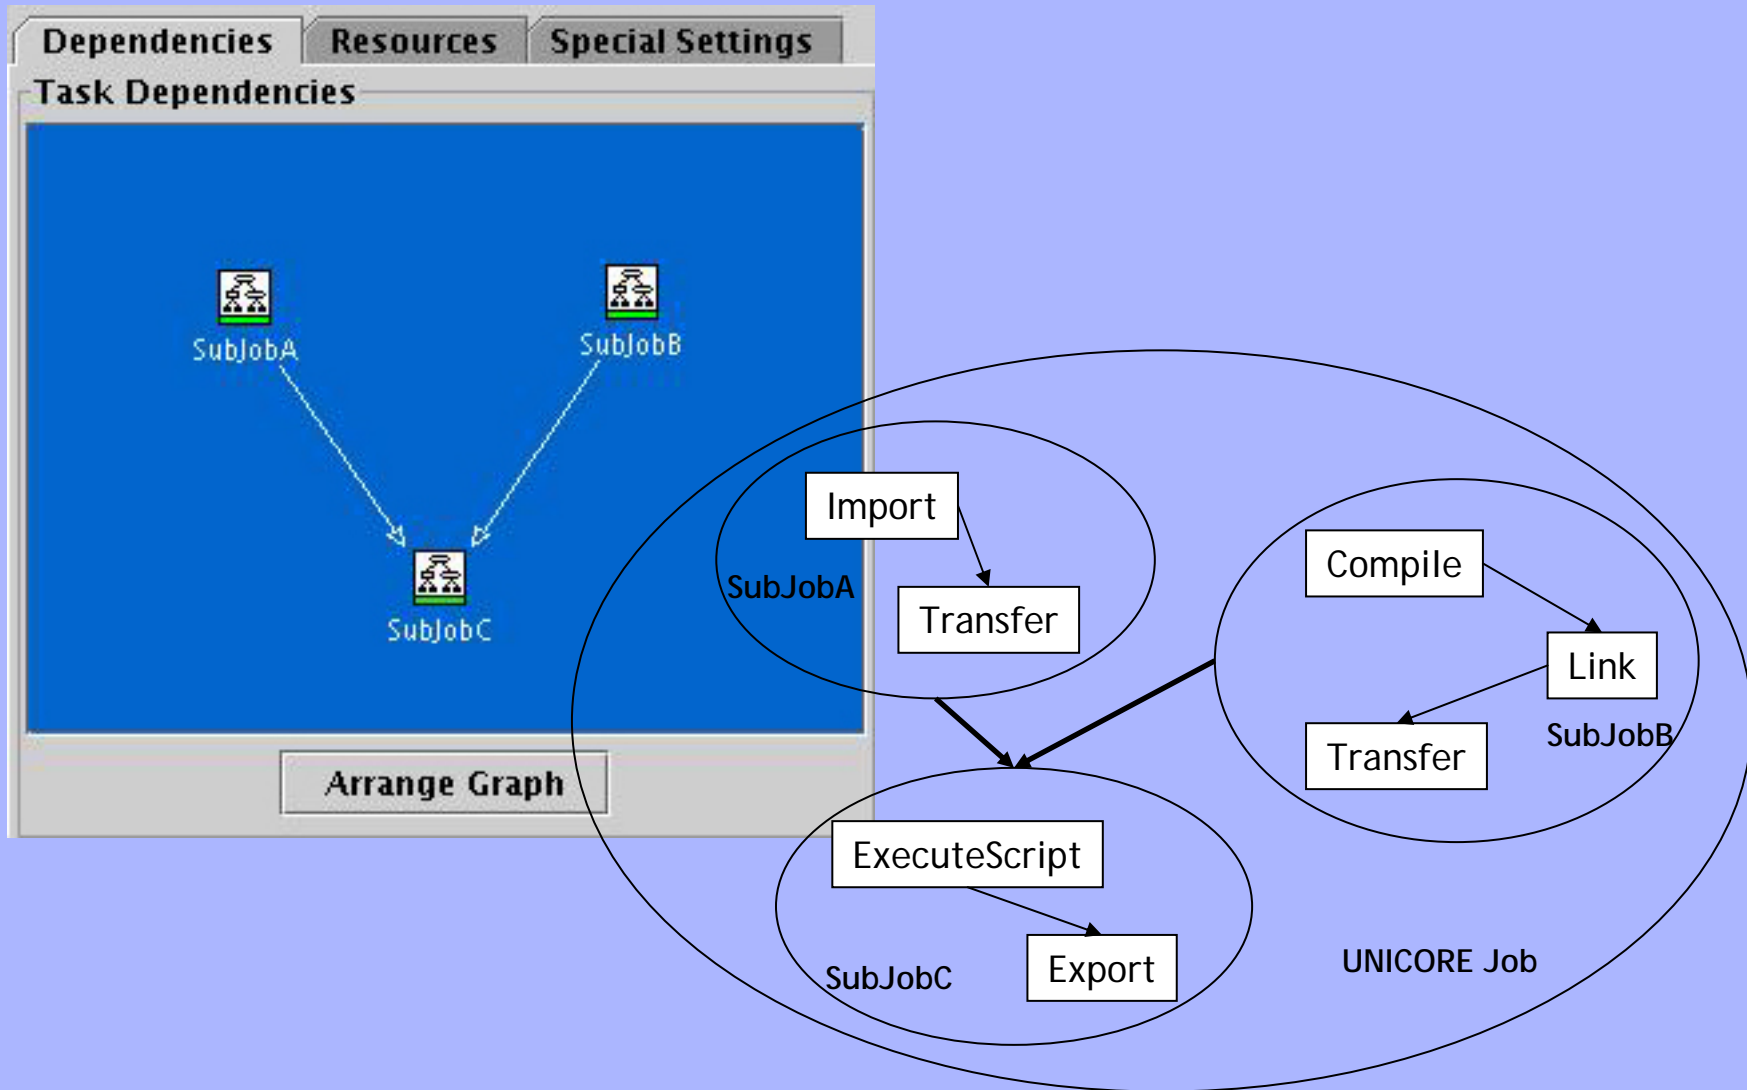 Dependencies Resources Special Settings
Task Dependencies
SubJobA SubJobB
SubJobC
Arrange Graph
Import
SubJobA
Transfer
Compile
Link
Transfer
SubJobB
ExecuteScript
Export
SubJobC
UNICORE Job